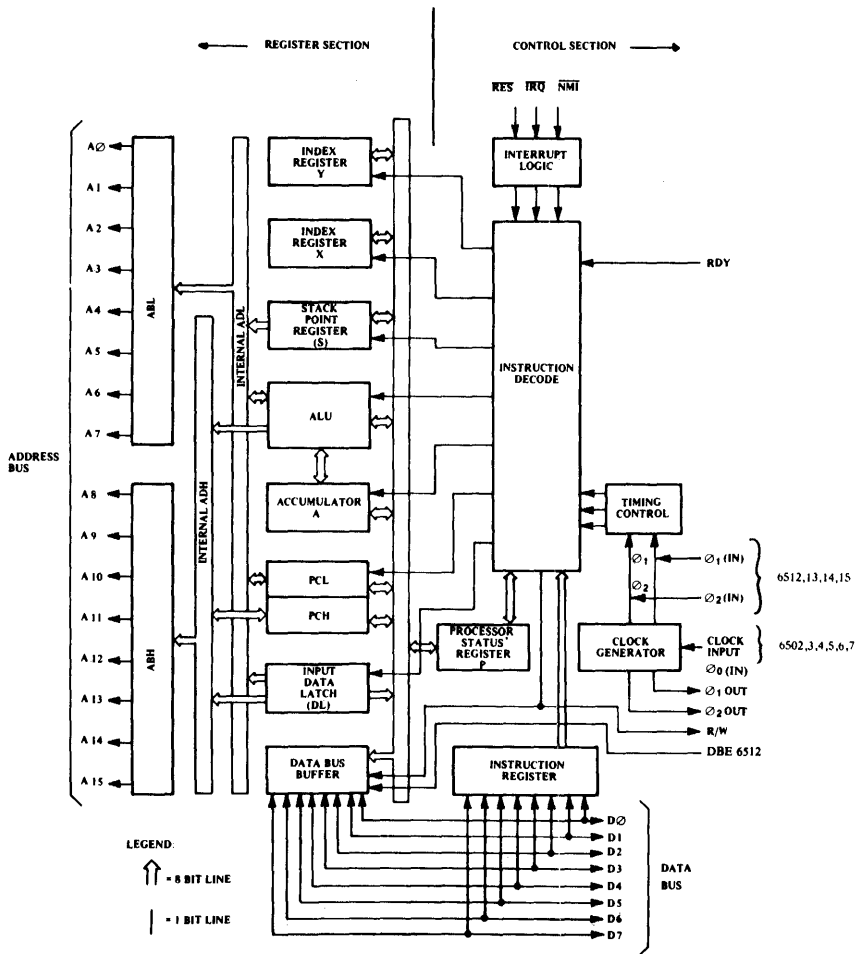 REGISTER SECTION
CONTROL SECTION
RES IRQ NMI
INTERRUPT
LOGIC
INDEX
REGISTER
Y
INDEX
REGISTER
X
STACK
POINT
REGISTER
(S)
ALU
ACCUMULATOR
A
PCL
PCH
INPUT
DATA
LATCH
(DL)
DATA BUS
BUFFER
INSTRUCTION
DECODE
RDY
TIMING
CONTROL
Ø1
Ø2
Ø1 (IN)
Ø2 (IN)
6512,13,14,15
PROCESSOR
STATUS
REGISTER
P
CLOCK
GENERATOR
CLOCK
INPUT
Ø0 (IN)
6502,3,4,5,6,7
Ø1 OUT
Ø2 OUT
R/W
DBE 6512
INSTRUCTION
REGISTER
ADDRESS
BUS
AØ
A1
A2
A3
A4
A5
A6
A7
A8
A9
A10
A11
A12
A13
A14
A15
ABL
ABH
INTERNAL ADH
INTERNAL ADL
DØ
D1
D2
D3
D4
D5
D6
D7
DATA
BUS
LEGEND:
= 8 BIT LINE
= 1 BIT LINE